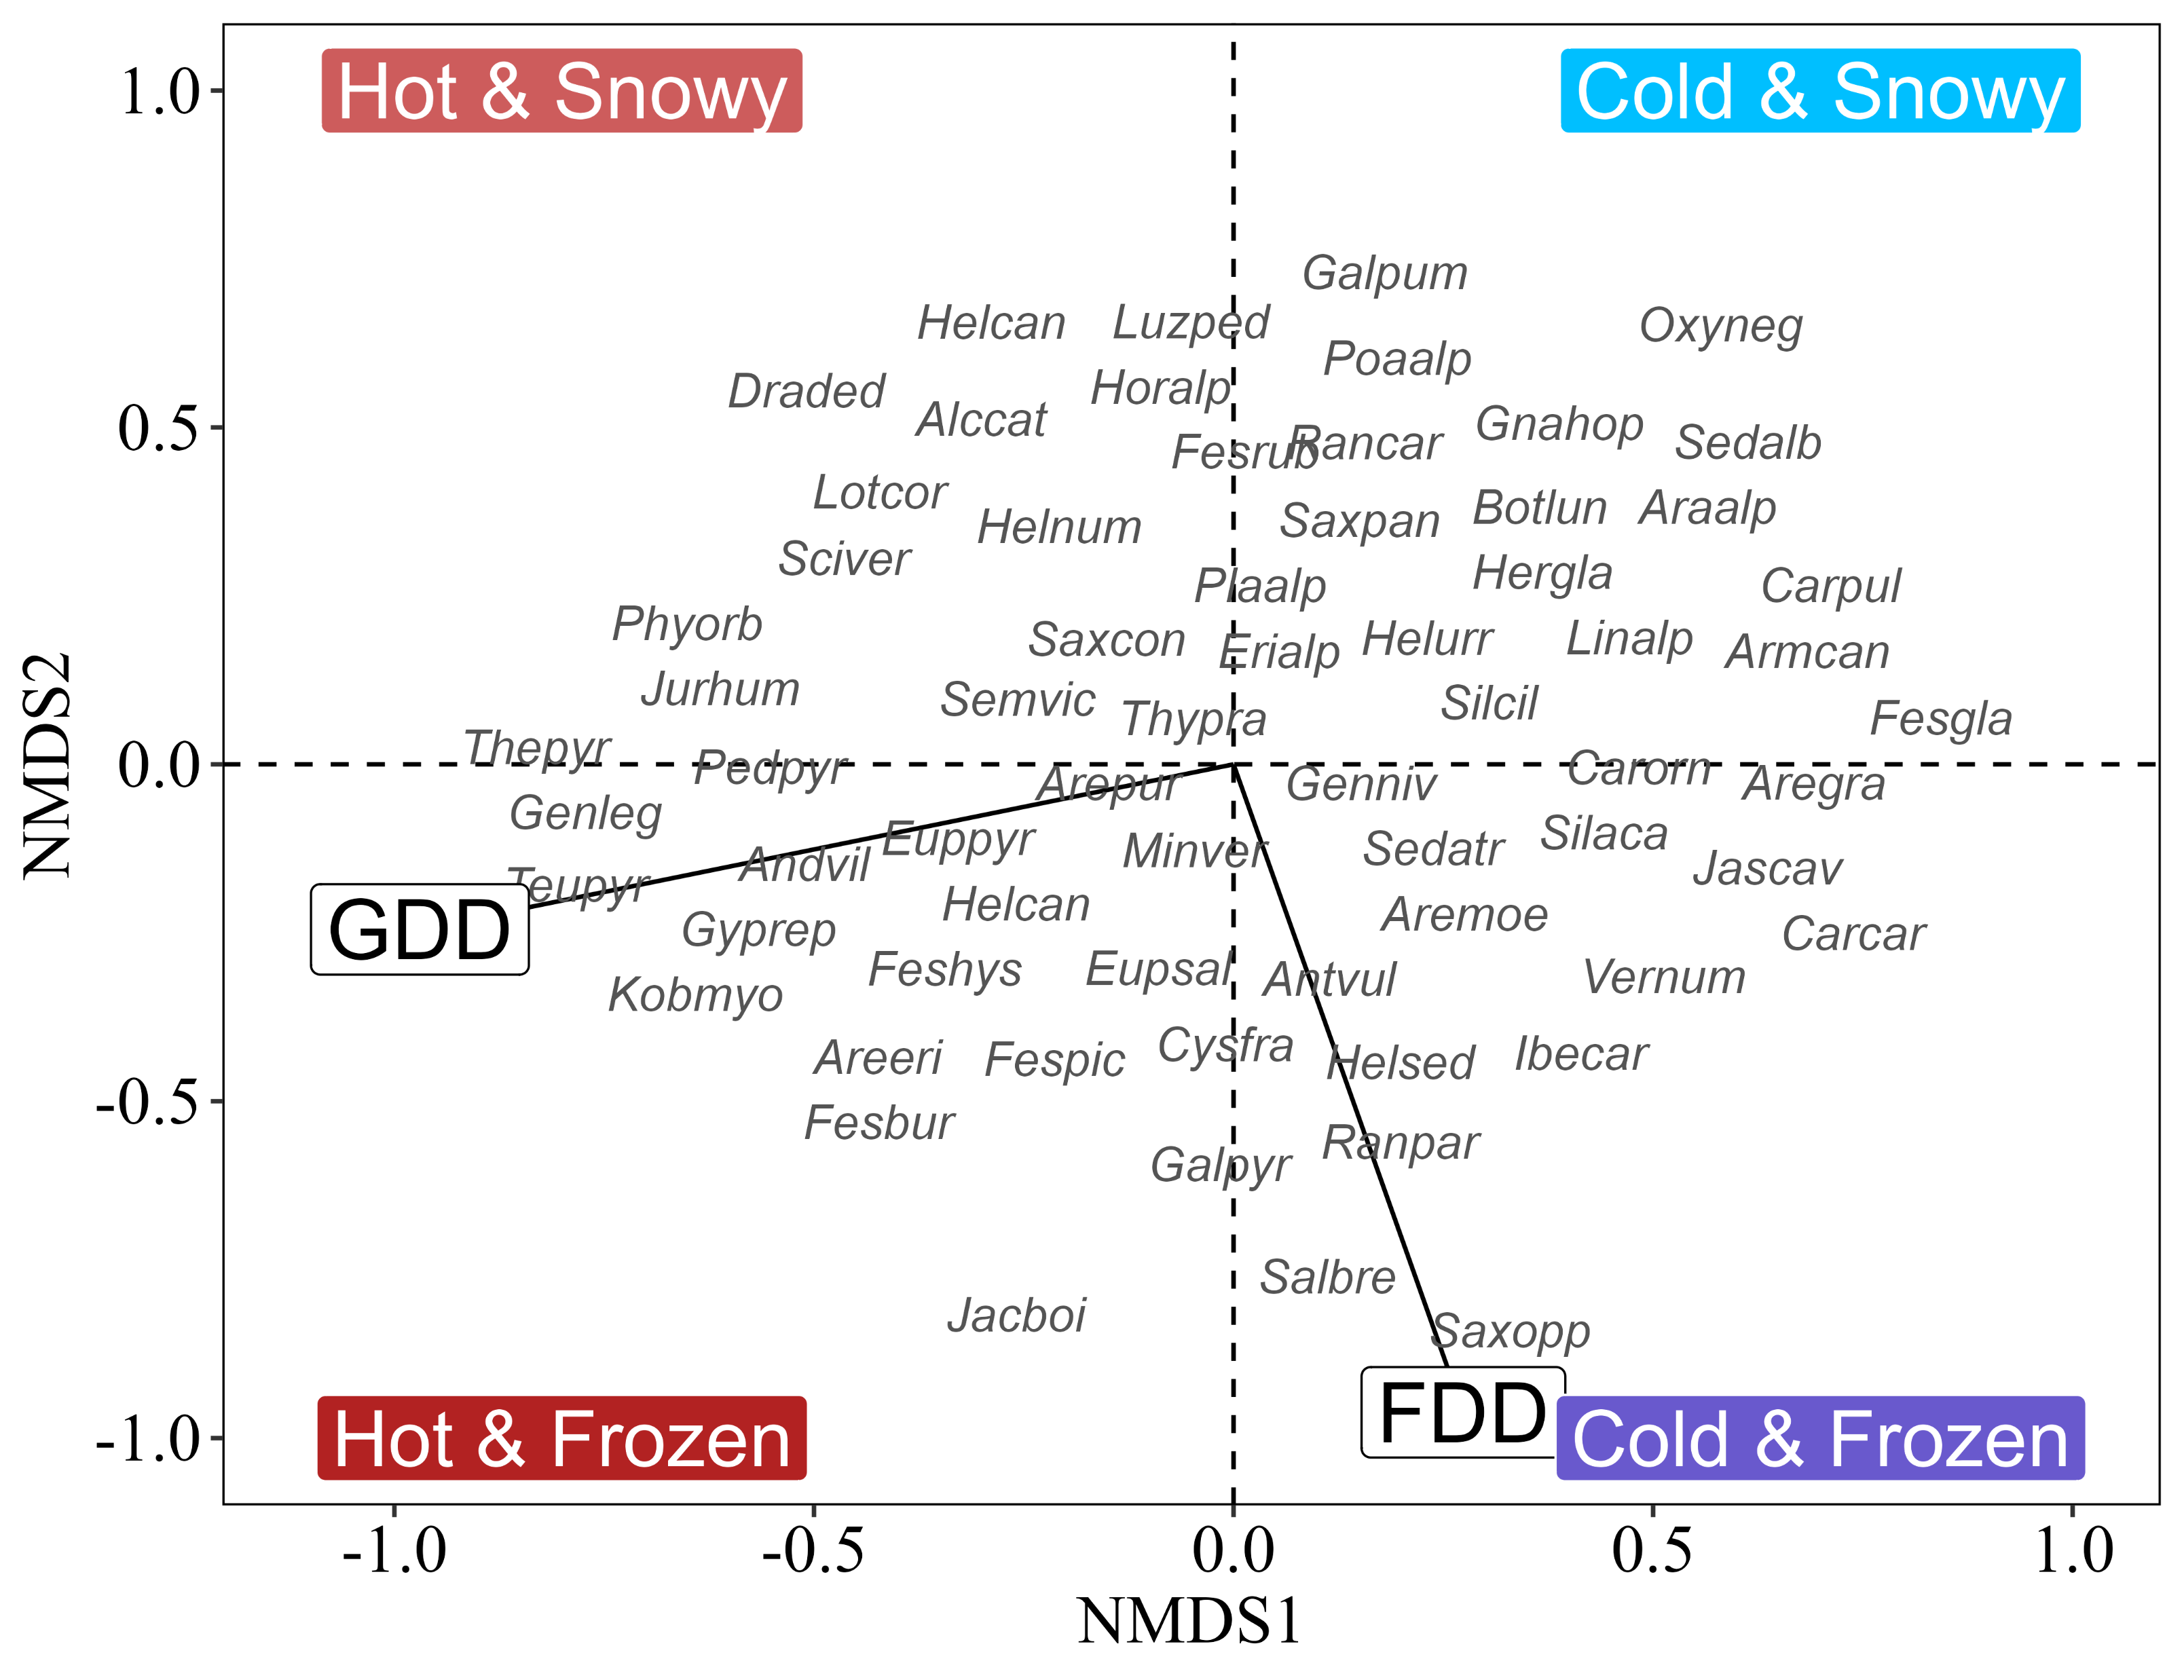 Hot & Snowy
Cold & Snowy
1.0
Galpum
Helcan
Luzped
Oxyneg
Poaalp
Draded
Horalp
Alccat
Gnahop
0.5
Fesrub
Rancar
Sedalb
Lotcor
Helnum
Saxpan
Botlun
Araalp
Sciver
Plaalp
Hergla
Carpul
Phyorb
Saxcon
Erialp
Helurr
Linalp
Armcan
Jurhum
Semvic
Thypra
Silcil
Fesgla
NMDS2
0.0
Thepyr
Pedpyr
Arepur
Genniv
Carorn
Aregra
Genleg
Euppyr
Minver
Sedatr
Silaca
Teupyr
Andvil
Jascav
GDD
Gyprep
Helcan
Aremoe
Carcar
Kobmyo
Feshys
Eupsal
Antvul
Vernum
Areeri
Fespic
Cysfra
Helsed
Ibecar
-0.5
Fesbur
Galpyr
Ranpar
Salbre
Jacboi
Saxopp
FDD
-1.0
Hot & Frozen
Cold & Frozen
-1.0
-0.5
0.0
0.5
1.0
NMDS1